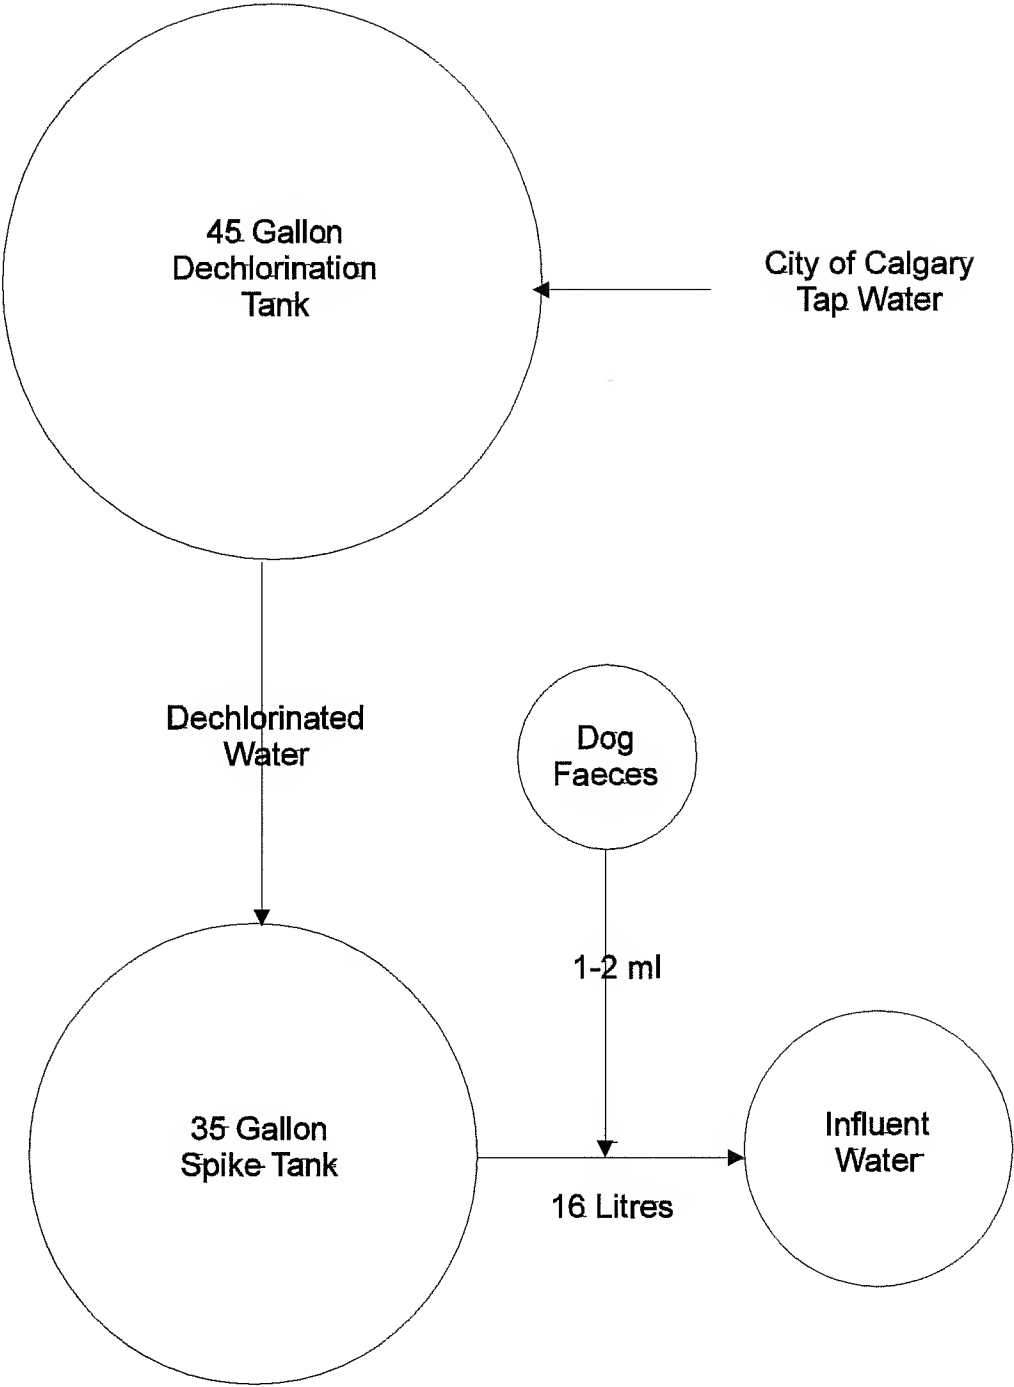 45 Gallon
Dechlorination
Tank
City of Calgary
Tap Water
Dechlorinated
Water
Dog
Faeces
1-2 ml
35 Gallon
Spike Tank
16 Litres
Influent
Water